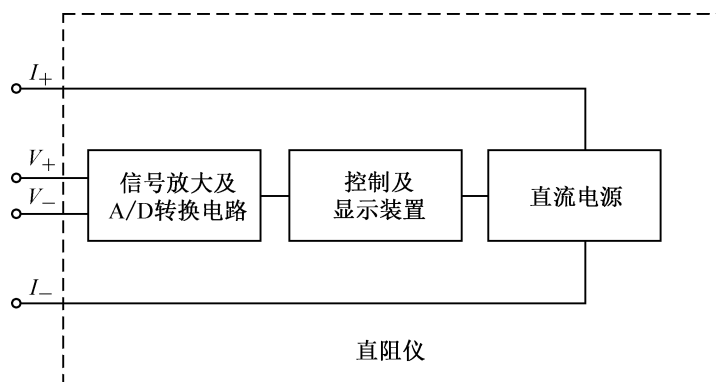 I+
V+
V−
信号放大及
A/D转换电路
控制及
显示装置
直流电源
I−
直阻仪